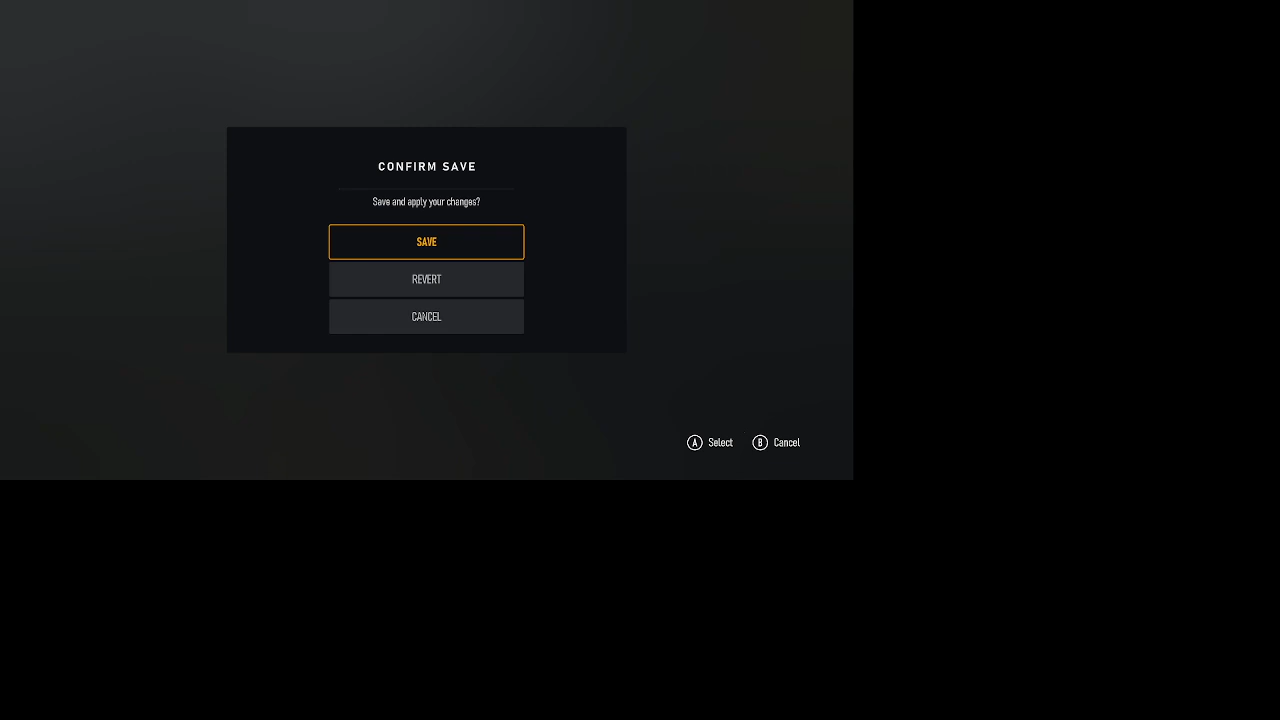 CONFIRM SAVE
Save and apply your changes?
SAVE
REVERT
CANCEL
A Select B Cancel